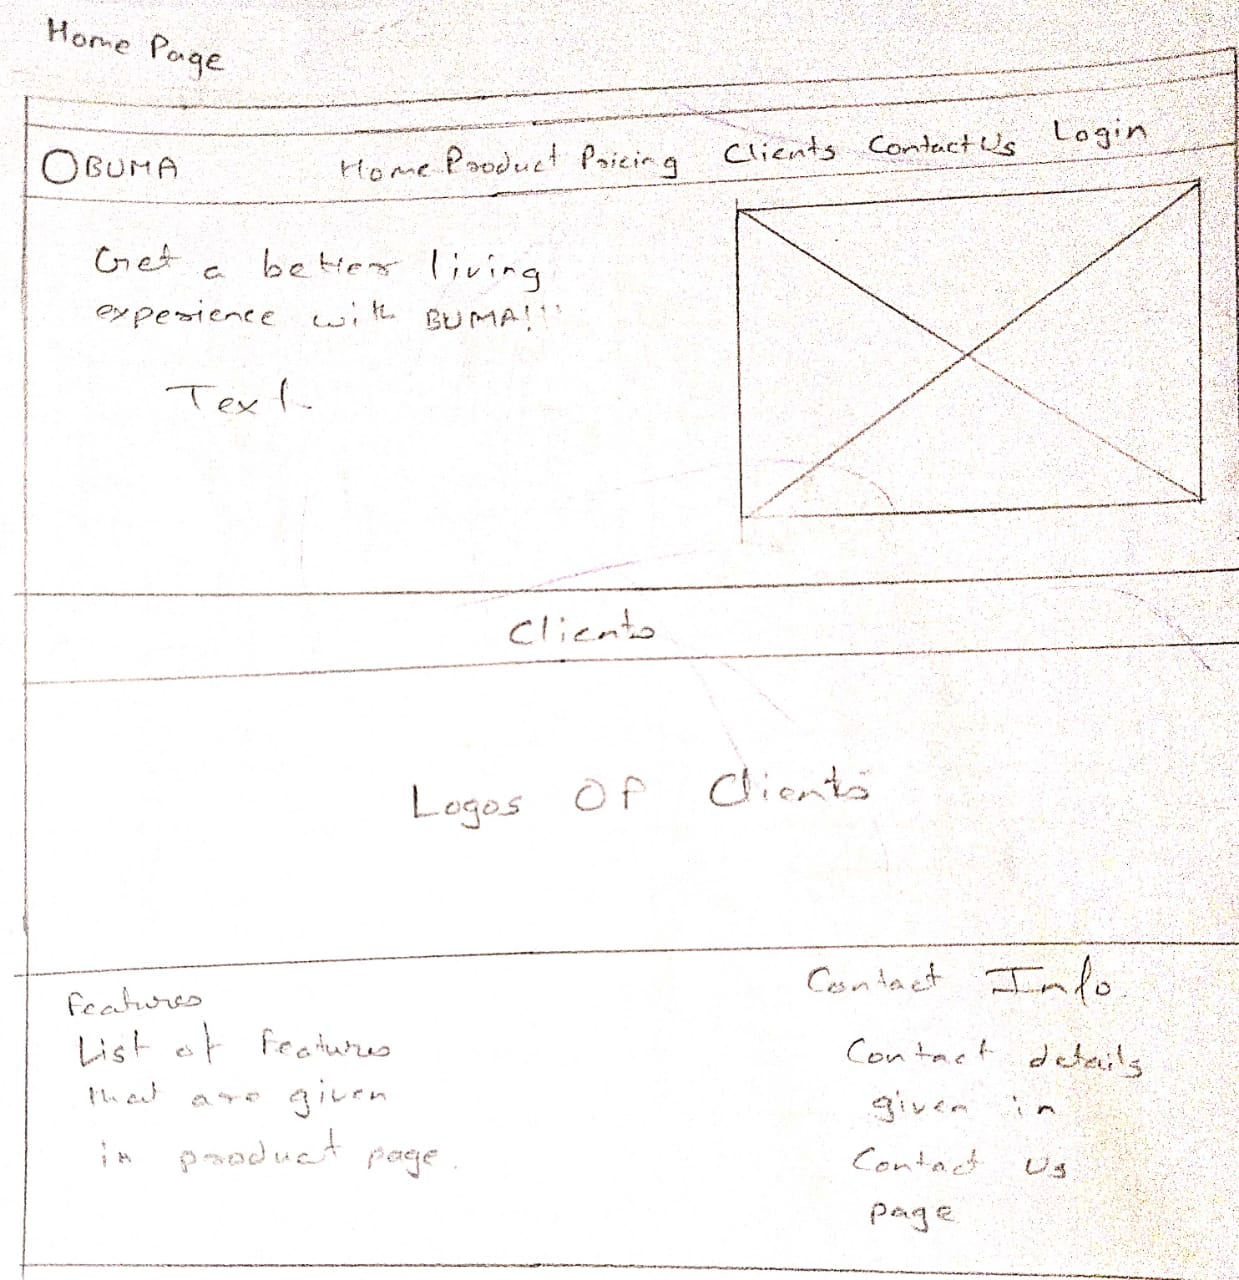 Home Page
BUMA Home Product Pricing Clients Contact Us Login
Get a better living
experience with BUMA!!!
Text
Clients
Logos Of Clients
Features
List of features
that are given
in product page.
Contact Info.
Contact details
given in
Contact Us
page